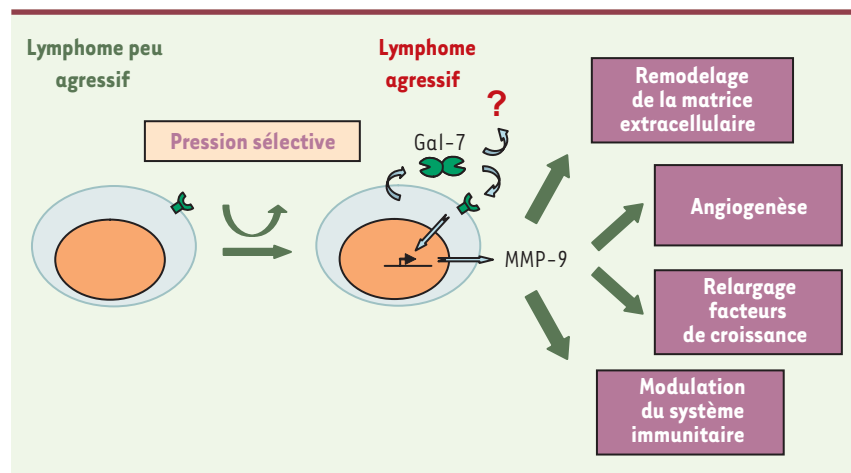 Lymphome peu
agressif
Lymphome
agressif
Pression sélective
?
Gal-7
MMP-9
Remodelage
de la matrice
extracellulaire
Angiogenèse
Relargage
facteurs
de croissance
Modulation
du système
immunitaire